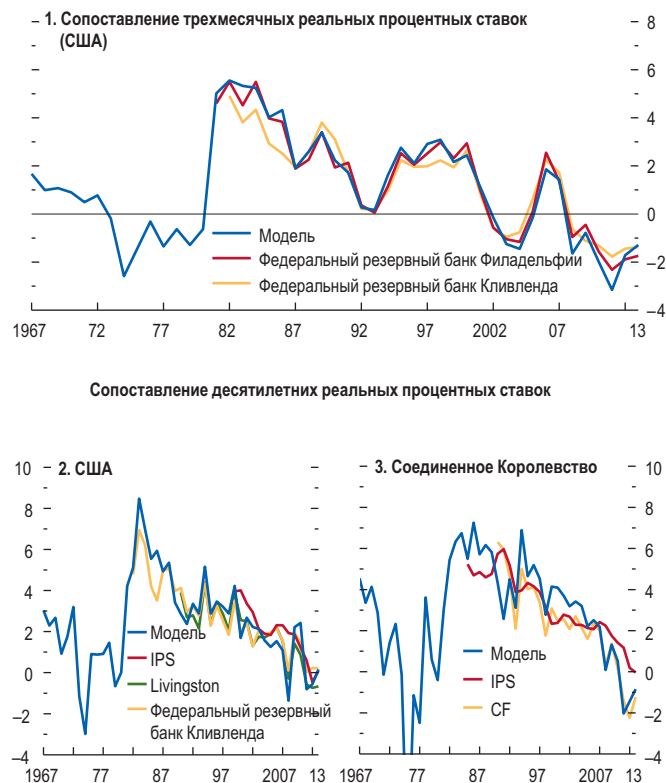 1. Сопоставление трехмесячных реальных процентных ставок
(США)
8
6
4
2
0
–2
–4
Модель
Федеральный резервный банк Филадельфии
Федеральный резервный банк Кливленда
1967 72 77 82 87 92 97 2002 07 13
Сопоставление десятилетних реальных процентных ставок
2. США
10
8
6
4
2
0
–2
–4
Модель
IPS
Livingston
Федеральный резервный
банк Кливленда
1967 77 87 97 2007 13
3. Соединенное Королевство
10
8
6
4
2
0
–2
–4
Модель
IPS
CF
1967 77 87 97 2007 13